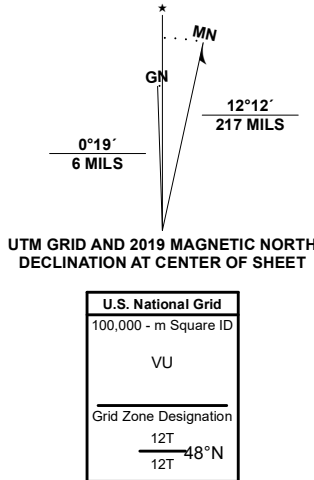 ★
MN
GN
0°19´
6 MILS
12°12´
217 MILS
UTM GRID AND 2019 MAGNETIC NORTH
DECLINATION AT CENTER OF SHEET
U.S. National Grid
100,000 - m Square ID
VU
Grid Zone Designation
12T
48°N
12T